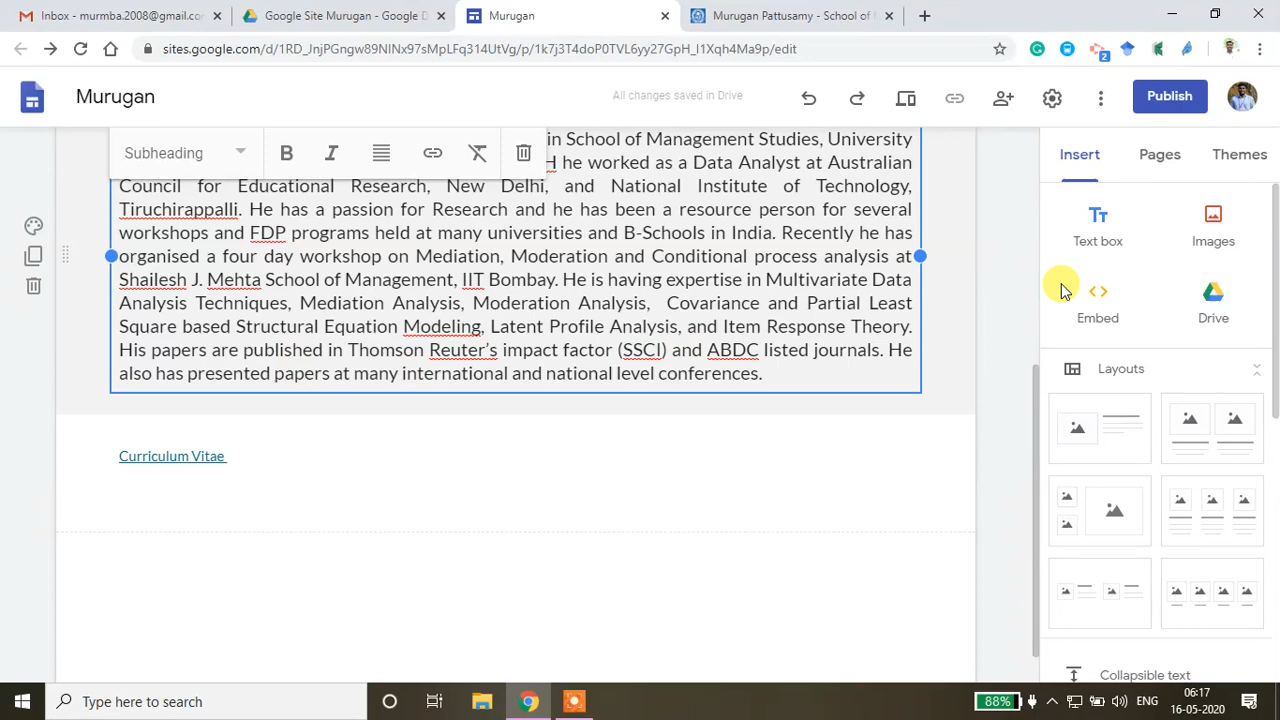 Inbox - murmba.2008@gmail.com
Google Site Murugan - Google D
Murugan
Murugan Pattusamy - School of
sites.google.com/d/1RD_JnjPGngw89NINx97sMpLFq314UtVg/p/1k7j3T4doP0TVL6yy27GpH_I1Xqh4Ma9p/edit
2
Murugan
All changes saved in Drive
Publish
Subheading
B
I
in School of Management Studies, University
H he worked as a Data Analyst at Australian
Council for Educational Research, New Delhi, and National Institute of Technology,
Tiruchirappalli. He has a passion for Research and he has been a resource person for several
workshops and FDP programs held at many universities and B-Schools in India. Recently he has
organised a four day workshop on Mediation, Moderation and Conditional process analysis at
Shailesh J. Mehta School of Management, IIT Bombay. He is having expertise in Multivariate Data
Analysis Techniques, Mediation Analysis, Moderation Analysis, Covariance and Partial Least
Square based Structural Equation Modeling, Latent Profile Analysis, and Item Response Theory.
His papers are published in Thomson Reuter's impact factor (SSCI) and ABDC listed journals. He
also has presented papers at many international and national level conferences.
Curriculum Vitae
Insert
Pages
Themes
Text box
Images
Embed
Drive
Layouts
Collapsible text
Type here to search
88%
ENG
06:17
16-05-2020